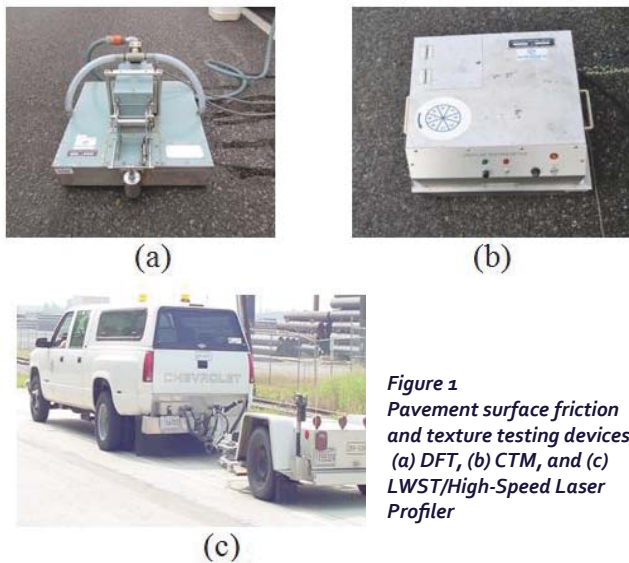 (a)
(b)
CHEVROLET
(c)
Figure 1
Pavement surface friction
and texture testing devices
(a) DFT, (b) CTM, and (c)
LWST/High-Speed Laser
Profiler